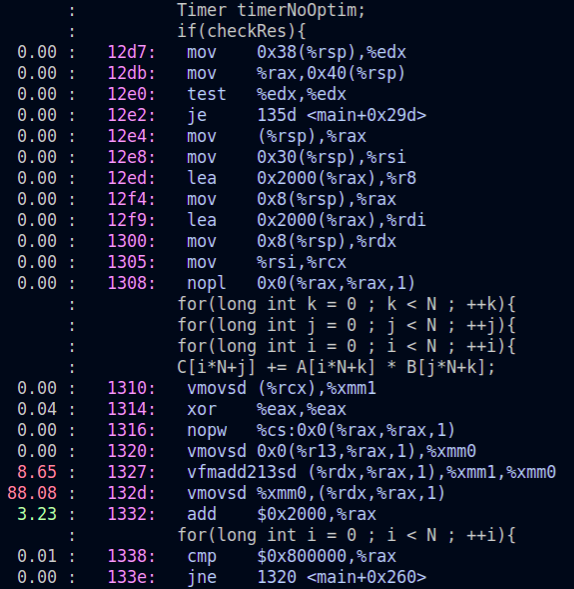 : Timer timerNoOptim;
: if(checkRes){
0.00 : 12d7: mov 0x38(%rsp),%edx
0.00 : 12db: mov %rax,0x40(%rsp)
0.00 : 12e0: test %edx,%edx
0.00 : 12e2: je 135d <main+0x29d>
0.00 : 12e4: mov (%rsp),%rax
0.00 : 12e8: mov 0x30(%rsp),%rsi
0.00 : 12ed: lea 0x2000(%rax),%r8
0.00 : 12f4: mov 0x8(%rsp),%rax
0.00 : 12f9: lea 0x2000(%rax),%rdi
0.00 : 1300: mov 0x8(%rsp),%rdx
0.00 : 1305: mov %rsi,%rcx
0.00 : 1308: nopl 0x0(%rax,%rax,1)
: for(long int k = 0 ; k < N ; ++k){
: for(long int j = 0 ; j < N ; ++j){
: for(long int i = 0 ; i < N ; ++i){
: C[i*N+j] += A[i*N+k] * B[j*N+k];
0.00 : 1310: vmovsd (%rcx),%xmm1
0.04 : 1314: xor %eax,%eax
0.00 : 1316: nopw %cs:0x0(%rax,%rax,1)
0.00 : 1320: vmovsd 0x0(%r13,%rax,1),%xmm0
8.65 : 1327: vfmadd213sd (%rdx,%rax,1),%xmm1,%xmm0
88.08 : 132d: vmovsd %xmm0,(%rdx,%rax,1)
3.23 : 1332: add $0x2000,%rax
: for(long int i = 0 ; i < N ; ++i){
0.01 : 1338: cmp $0x800000,%rax
0.00 : 133e: jne 1320 <main+0x260>